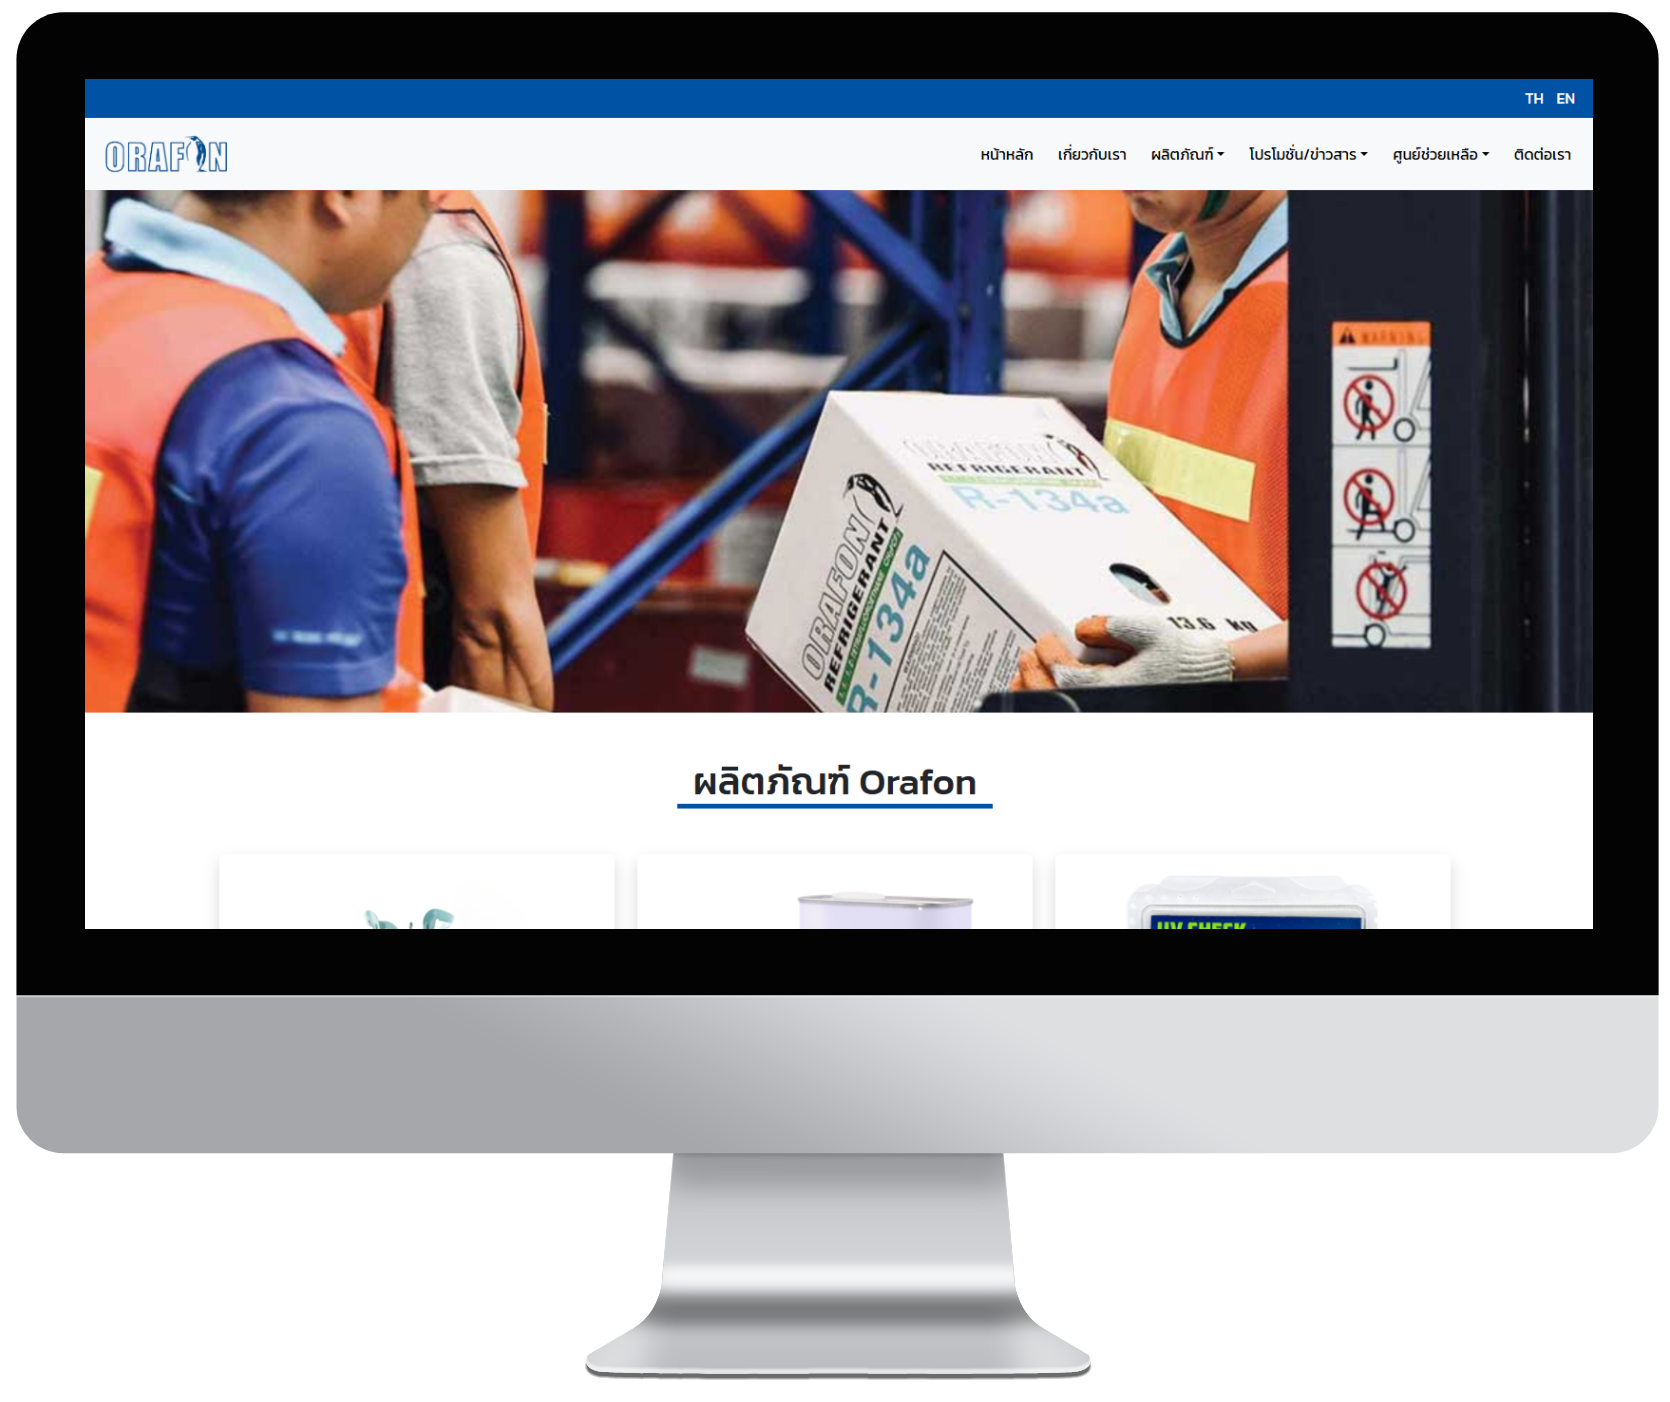 TH EN
ORAFON
หน้าหลัก เกี่ยวกับเรา ผลิตภัณฑ์ โปรโมชั่น/ข่าวสาร ศูนย์ช่วยเหลือ ติดต่อเรา
WARNING
REFRIGERANT
R-134a
ORAFON
REFRIGERANT
R-134a
13.6 kg
ผลิตภัณฑ์ Orafon
UV CHECK